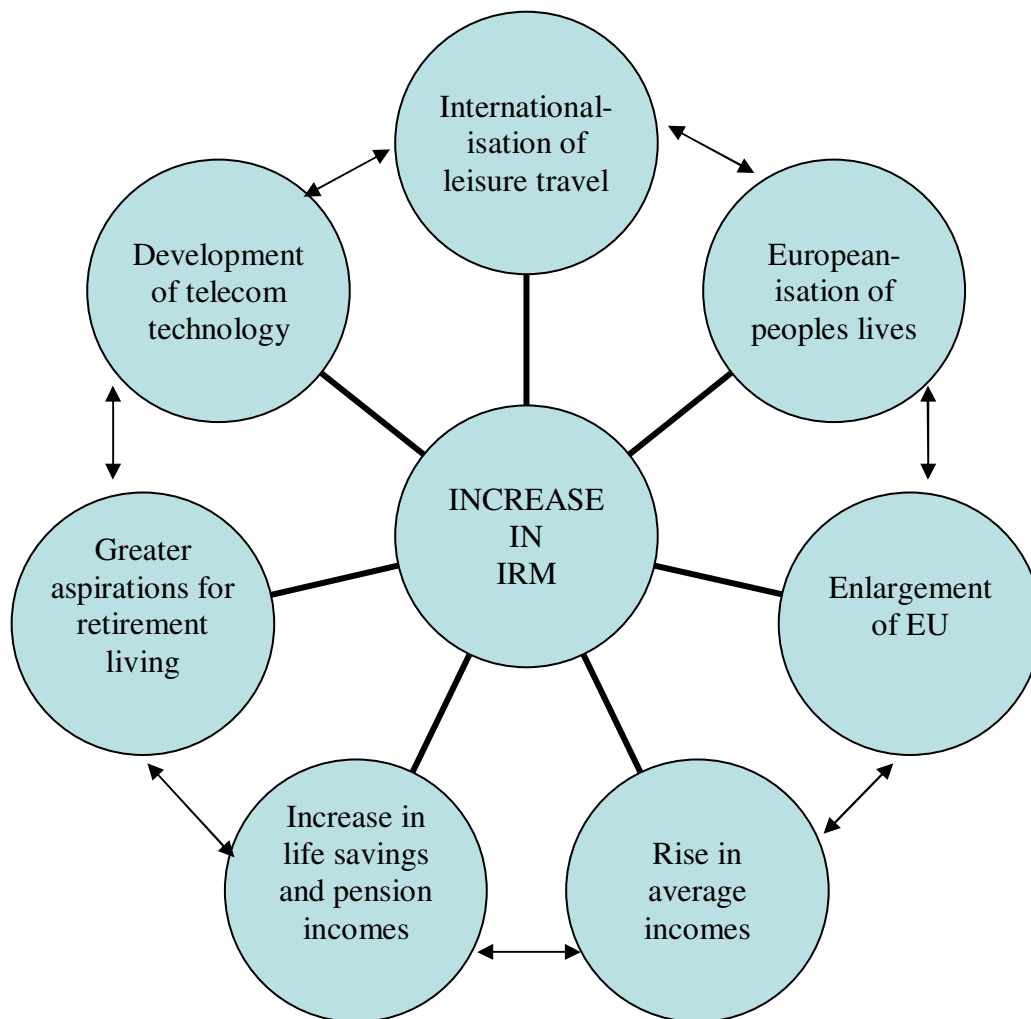 International-
isation of
leisure travel
Development
of telecom
technology
European-
isation of
peoples lives
INCREASE
IN
IRM
Greater
aspirations for
retirement
living
Enlargement
of EU
Increase in
life savings
and pension
incomes
Rise in
average
incomes